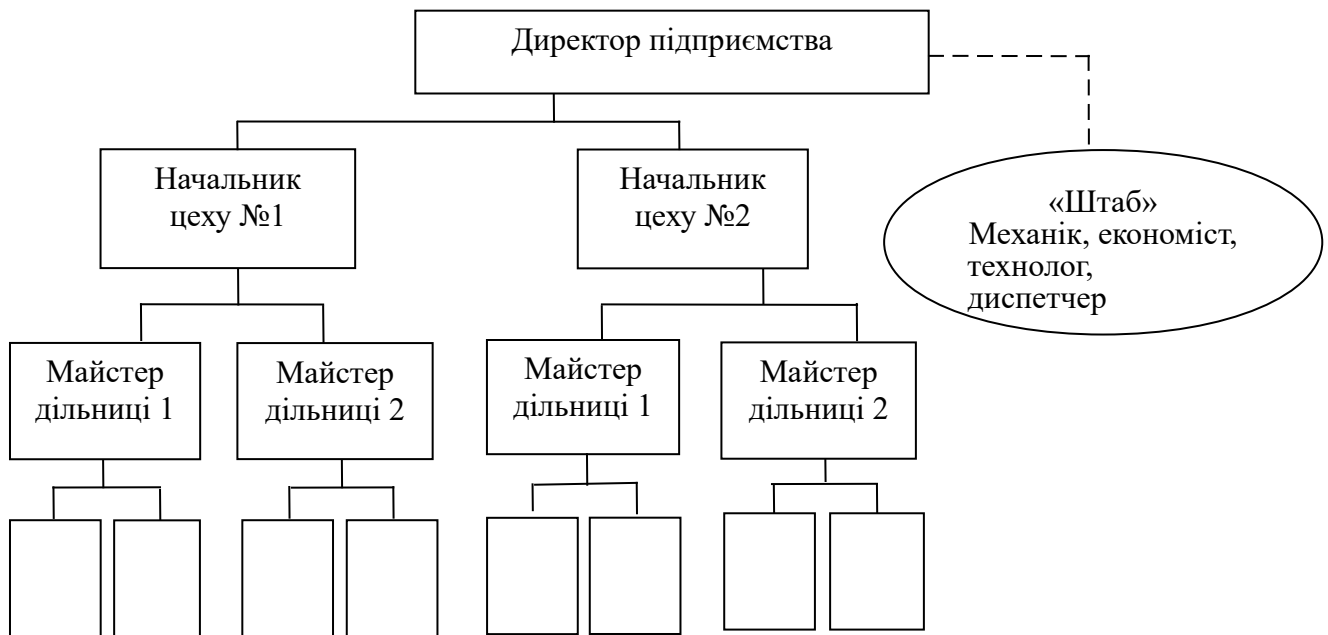 Директор підприємства
Начальник
цеху №1
Начальник
цеху №2
«Штаб»
Механік, економіст,
технолог,
диспетчер
Майстер
дільниці 1
Майстер
дільниці 2
Майстер
дільниці 1
Майстер
дільниці 2